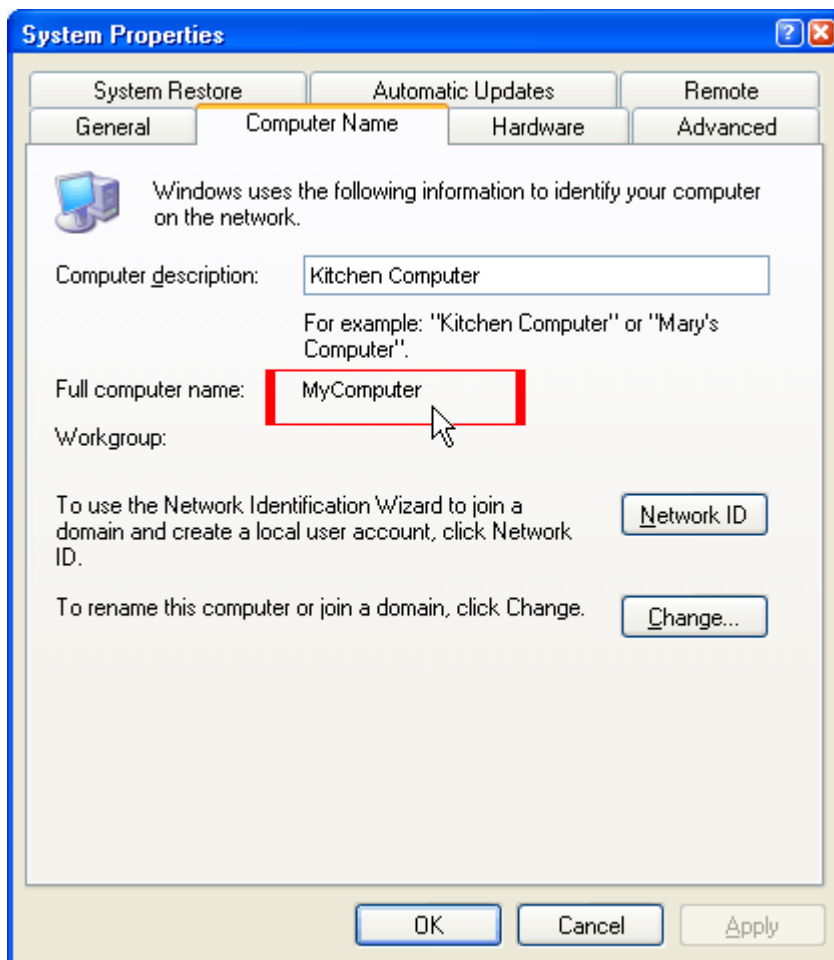 System Properties
System Restore Automatic Updates Remote
General Computer Name Hardware Advanced
Windows uses the following information to identify your computer
on the network.
Computer description: Kitchen Computer
For example: "Kitchen Computer" or "Mary's
Computer".
Full computer name: MyComputer
Workgroup:
To use the Network Identification Wizard to join a
domain and create a local user account, click Network
ID.
Network ID
To rename this computer or join a domain, click Change.
Change...
OK Cancel Apply